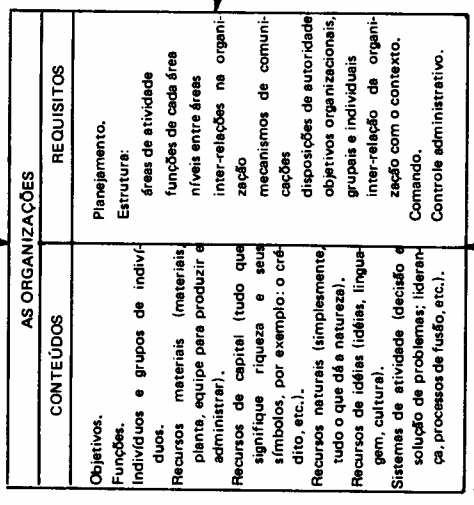 AS ORGANIZAÇÕES
CONTEÚDOS
Objetivos.
Funções.
Indivíduos e grupos de indiví-
duos.
Recursos materiais (materiais,
planta, equipe para produzir e
administrar).
Recursos de capital (tudo que
signifique riqueza e seus
símbolos, por exemplo: o cré-
dito, etc.).
Recursos naturais (simplesmente,
tudo o que dá a natureza).
Recursos de idéias (idéias, lingua-
gem, cultura).
Sistemas de atividade (decisão e
solução de problemas; lideran-
ça, processos de fusão, etc.).
REQUISITOS
Planejamento.
Estrutura:
áreas de atividade
funções de cada área
níveis entre áreas
inter-relações na organi-
zação
mecanismos de comuni-
cações
disposições de autoridade
objetivos organizacionais,
grupais e individuais
inter-relação da organi-
zação com o contexto.
Comando.
Controle administrativo.